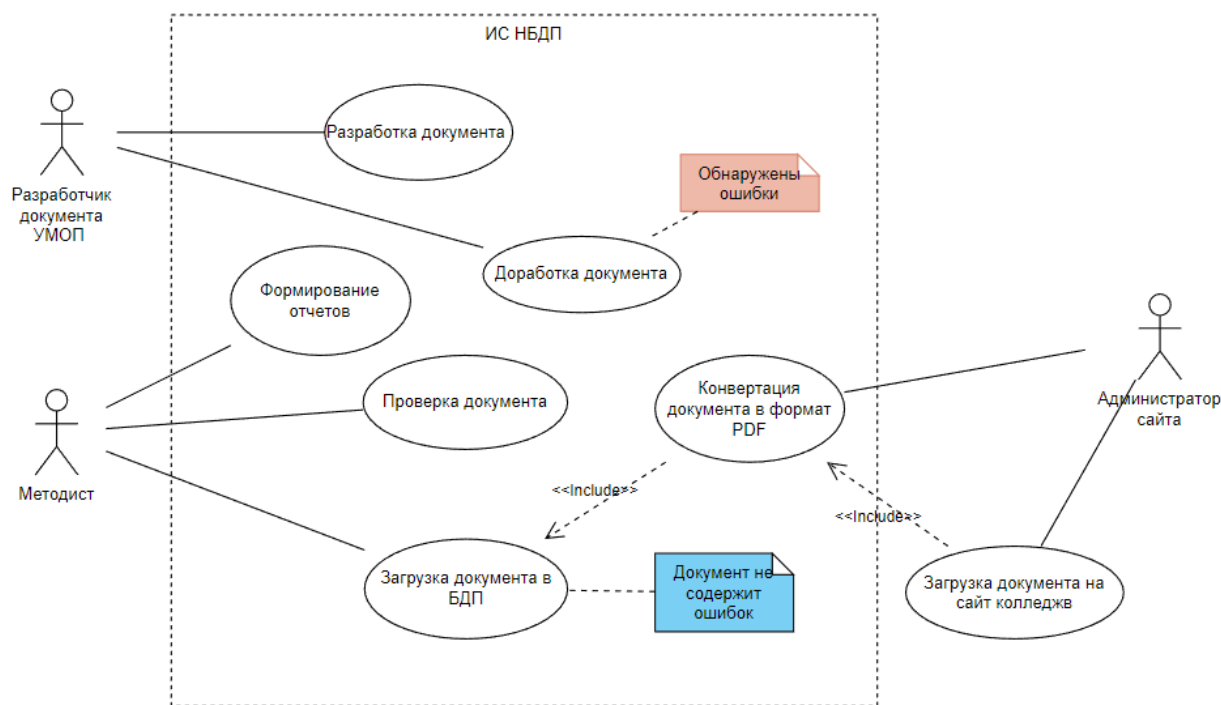 ИС НБДП
Разработка документа
Разработчик
документа
УМОП
Обнаружены
ошибки
Доработка документа
Формирование
отчетов
Проверка документа
Конвертация
документа в формат
PDF
Администратор
сайта
Методист
<<Include>>
<<Include>>
Загрузка документа в
БДП
Документ не
содержит
ошибок
Загрузка документа на
сайт колледжв